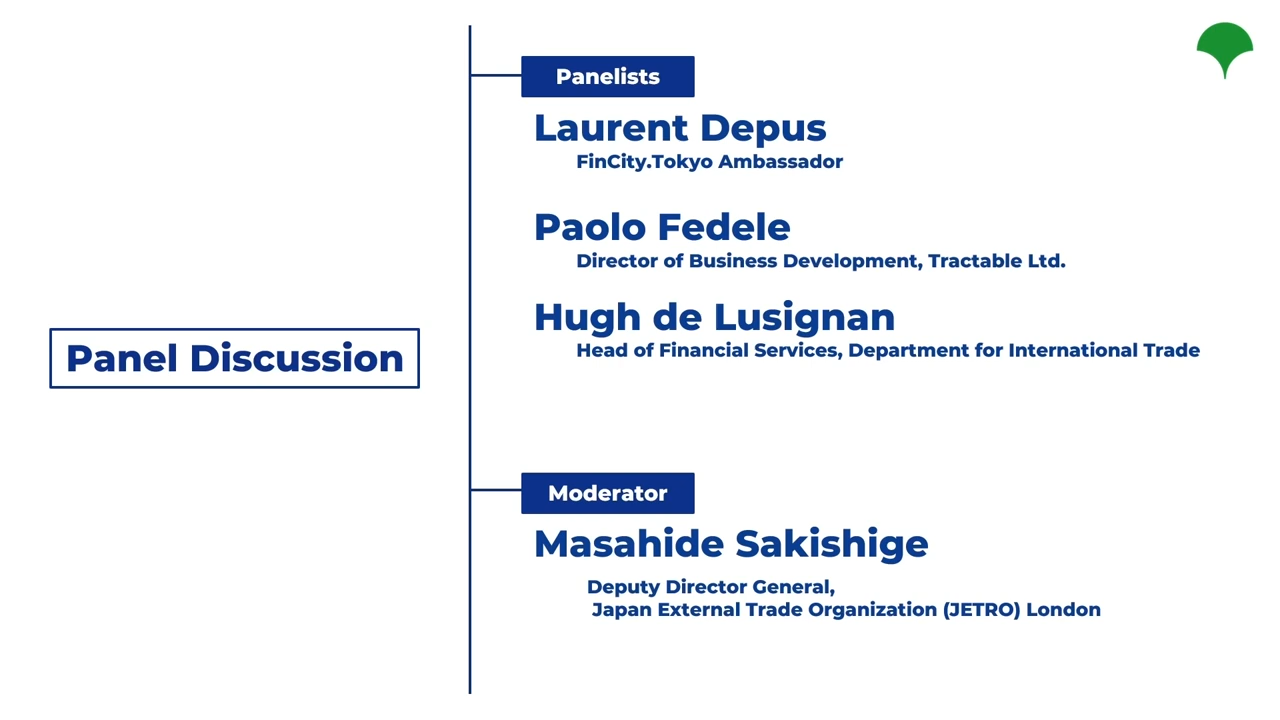 Panel Discussion
Panelists
Laurent Depus
FinCity.Tokyo Ambassador
Paolo Fedele
Director of Business Development, Tractable Ltd.
Hugh de Lusignan
Head of Financial Services, Department for International Trade
Moderator
Masahide Sakishige
Deputy Director General,
Japan External Trade Organization (JETRO) London